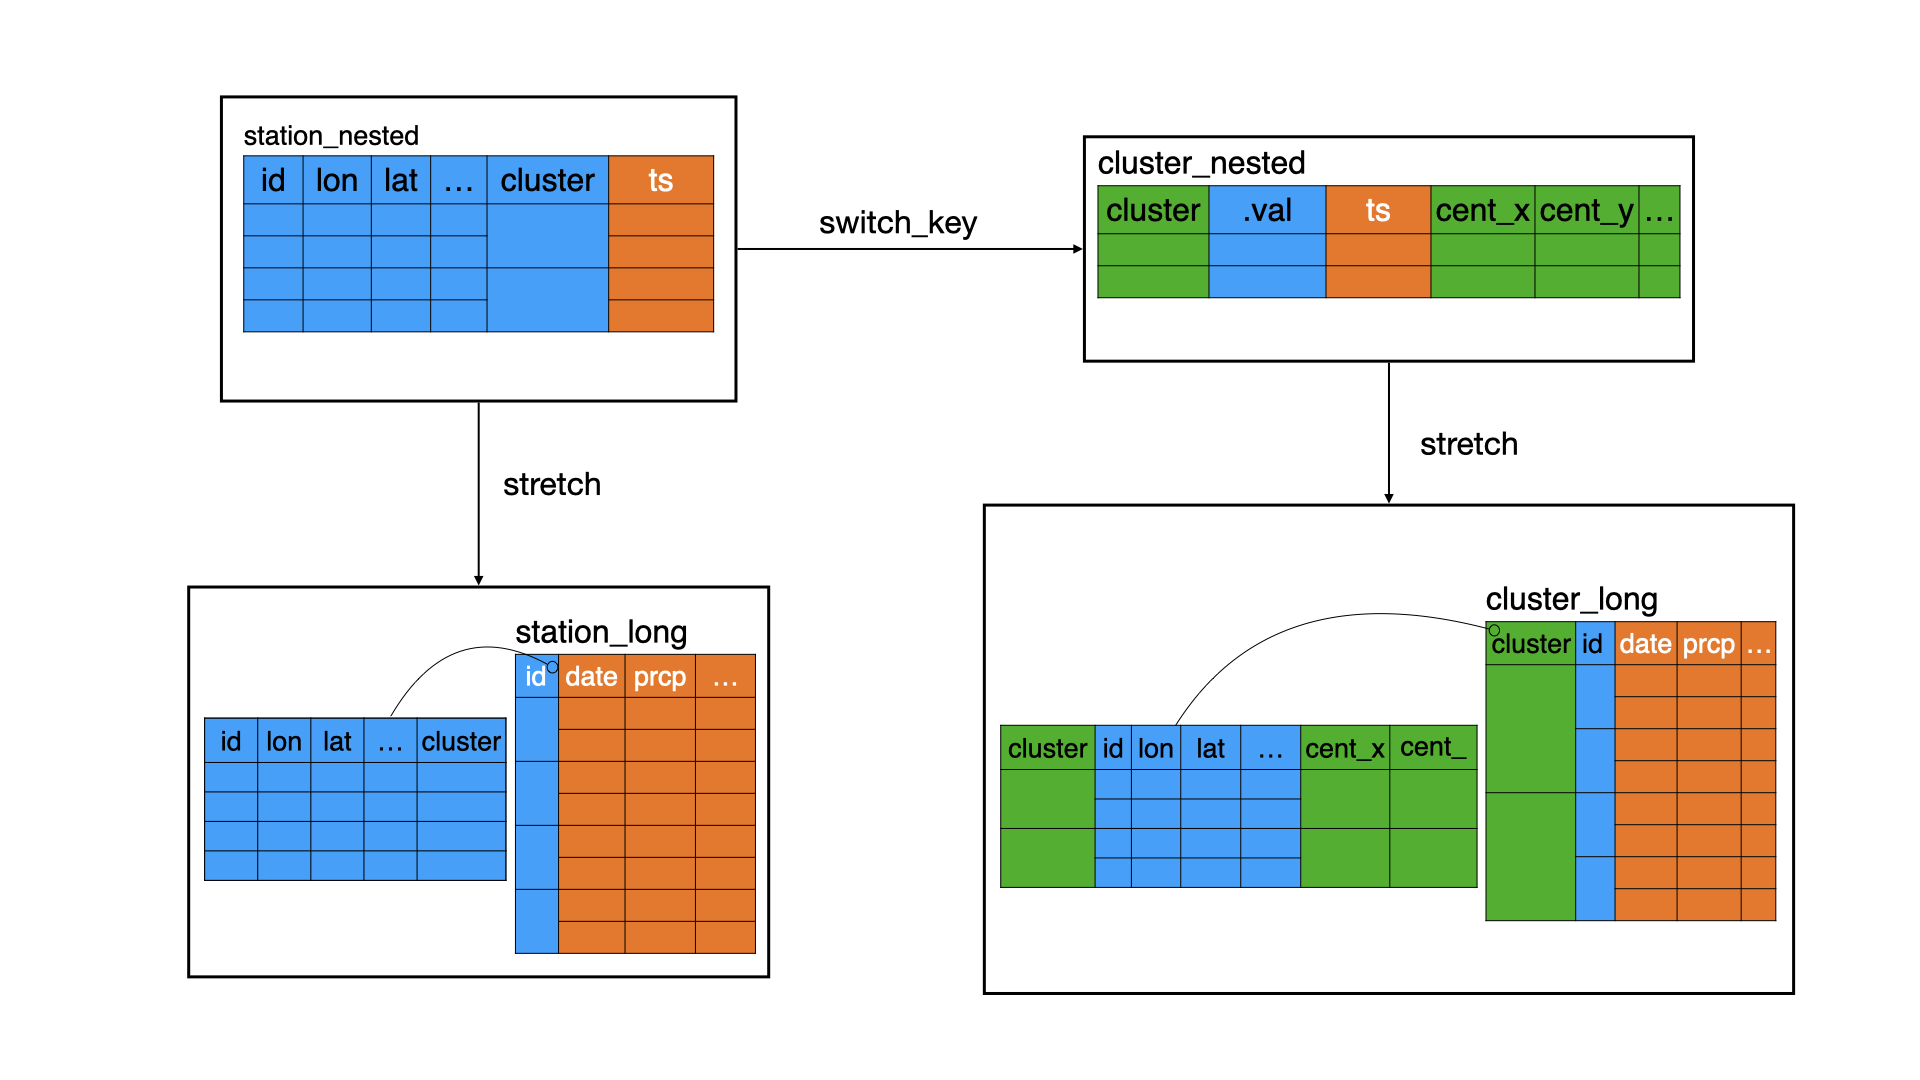 station_nested
id lon lat … cluster ts
switch_key
cluster_nested
cluster .val ts cent_x cent_y …
stretch
stretch
station_long
id date prcp …
id lon lat … cluster
cluster_long
cluster id date prcp …
cluster id lon lat … cent_x cent_